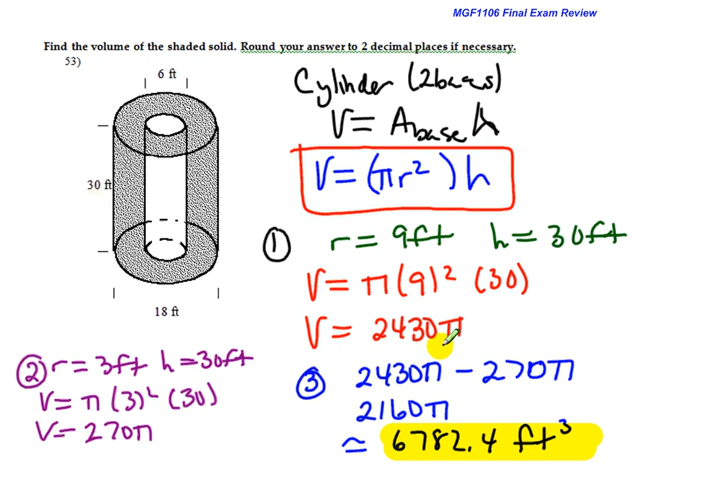 MGF1106 Final Exam Review
Find the volume of the shaded solid. Round your answer to 2 decimal places if necessary.
53)
6 ft
30 ft
18 ft
Cylinder (2bases)
V = Abase h
V = (πr²) h
① r = 9ft h = 30ft
V = π(9)² (30)
V = 2430π
② r = 3ft h = 30ft
V = π (3)² (30)
V = 270π
③ 2430π - 270π
2160π
≃ 6782.4 ft³